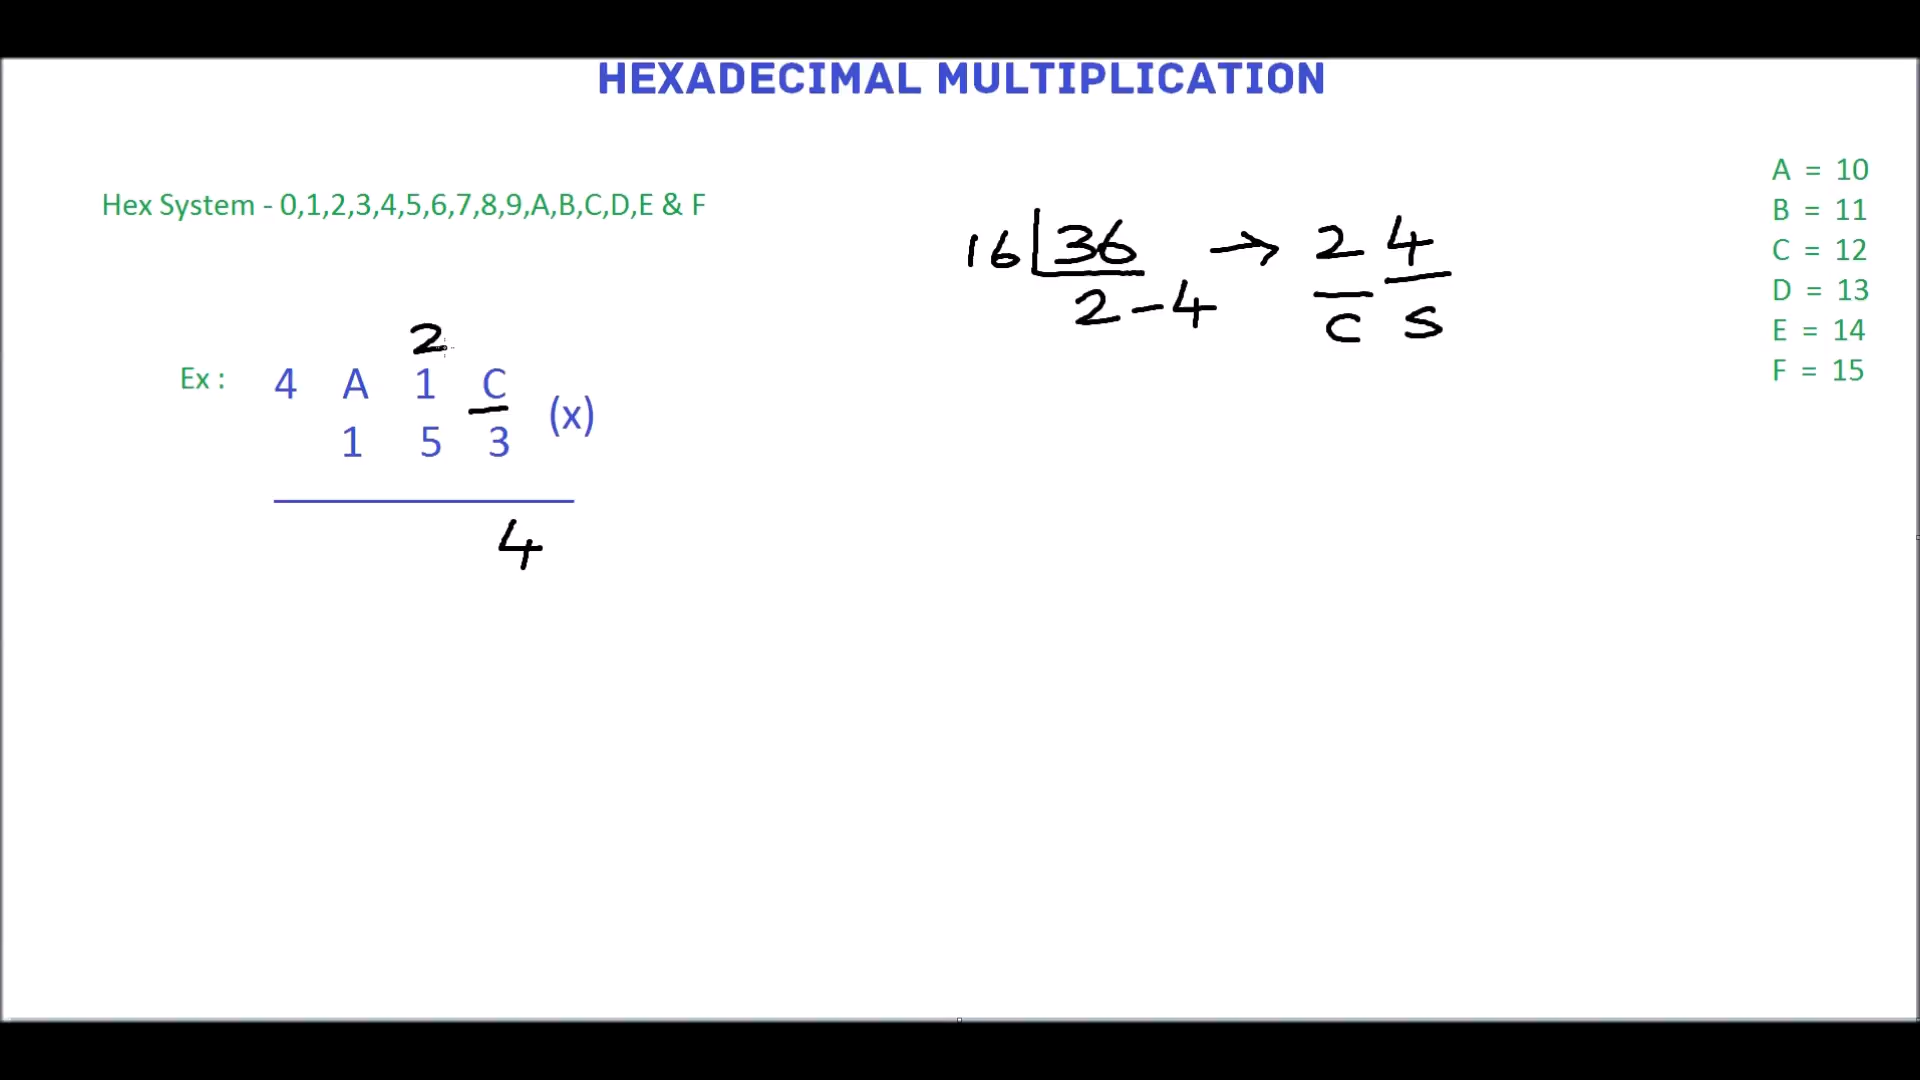 HEXADECIMAL MULTIPLICATION
A = 10
Hex System - 0,1,2,3,4,5,6,7,8,9,A,B,C,D,E & F
B = 11
16 36 → 2 4
C = 12
2 - 4
C S
D = 13
E = 14
F = 15
2
Ex : 4 A 1 C
(x)
1 5 3
4